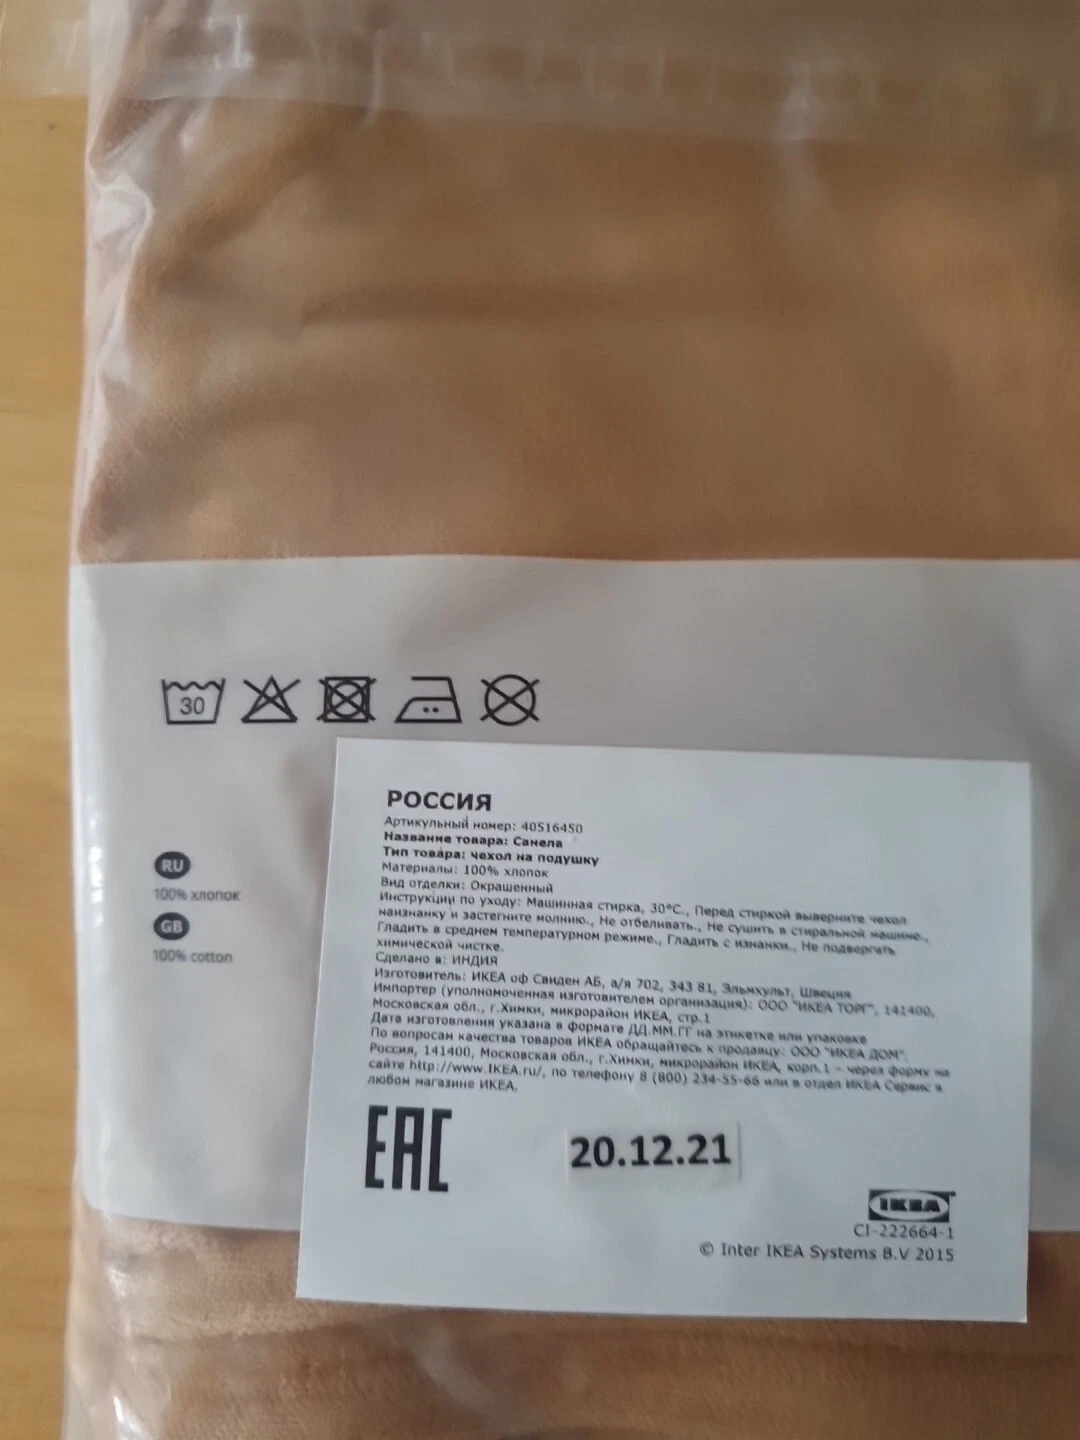 30
РОССИЯ
Артикульный номер: 40516450
Название товара: Санела
Тип товара: чехол на подушку
Материалы: 100% хлопок
Вид отделки: Окрашенный
Инструкции по уходу: Машинная стирка, 30°С., Перед стиркой выверните чехол
наизнанку и застегните молнию., Не отбеливать., Не сушить в стиральной машине.,
Гладить в среднем температурном режиме., Гладить с изнанки., Не подвергать
химической чистке.
Сделано в: ИНДИЯ
Изготовитель: ИКЕА оф Свиден АБ, а/я 702, 343 81, Эльмхульт, Швеция
Импортер (уполномоченная изготовителем организация): ООО "ИКЕА ТОРГ", 141400,
Московская обл., г.Химки, микрорайон ИКЕА, стр.1
Дата изготовления указана в формате ДД.ММ.ГГ на этикетке или упаковке
По вопросам качества товаров ИКЕА обращайтесь к продавцу: ООО "ИКЕА ДОМ".
Россия, 141400, Московская обл., г.Химки, микрорайон ИКЕА, корп.1 – через форму на
сайте http://www.IKEA.ru/, по телефону 8 (800) 234-55-66 или в отдел ИКЕА Сервис в
любом магазине ИКЕА.
RU
100% хлопок
GB
100% cotton
EAC
20.12.21
IKEA
CI-222664-1
© Inter IKEA Systems B.V 2015